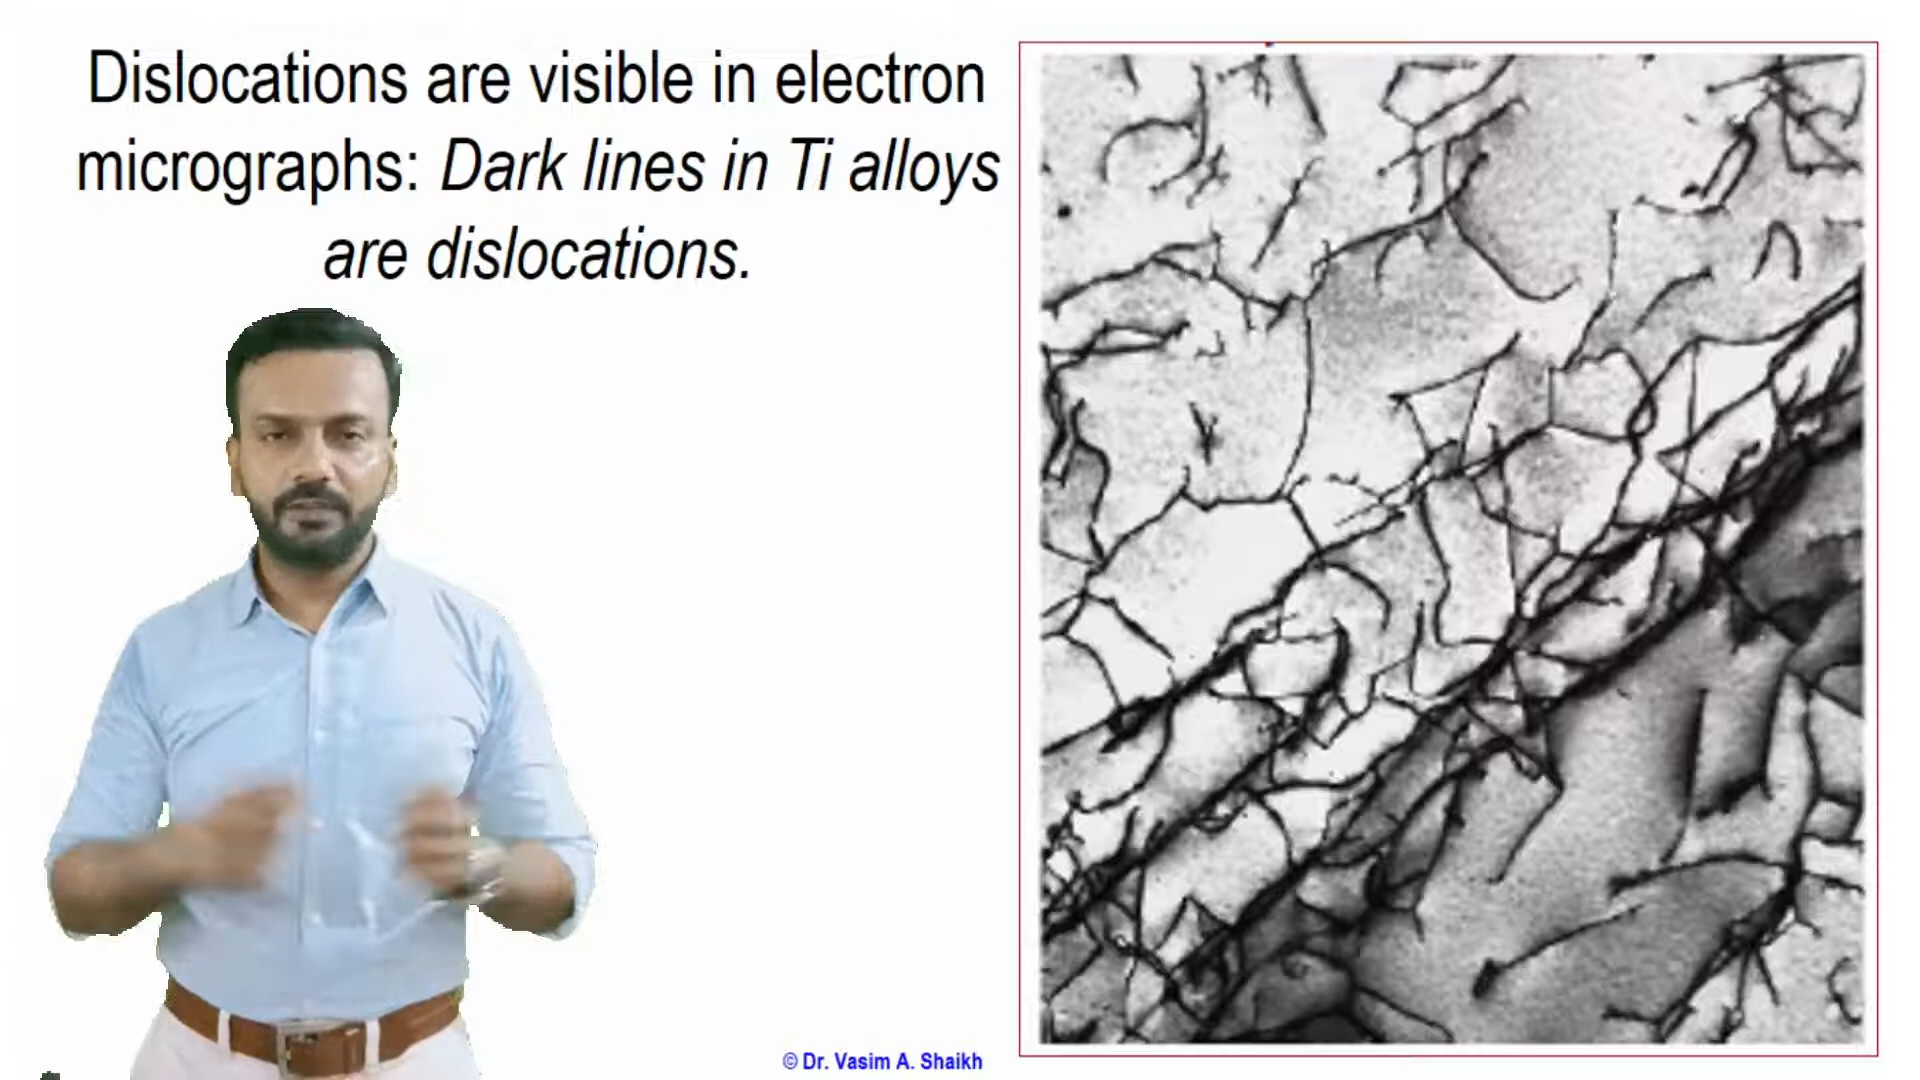 Dislocations are visible in electron
micrographs: Dark lines in Ti alloys
are dislocations.
© Dr. Vasim A. Shaikh